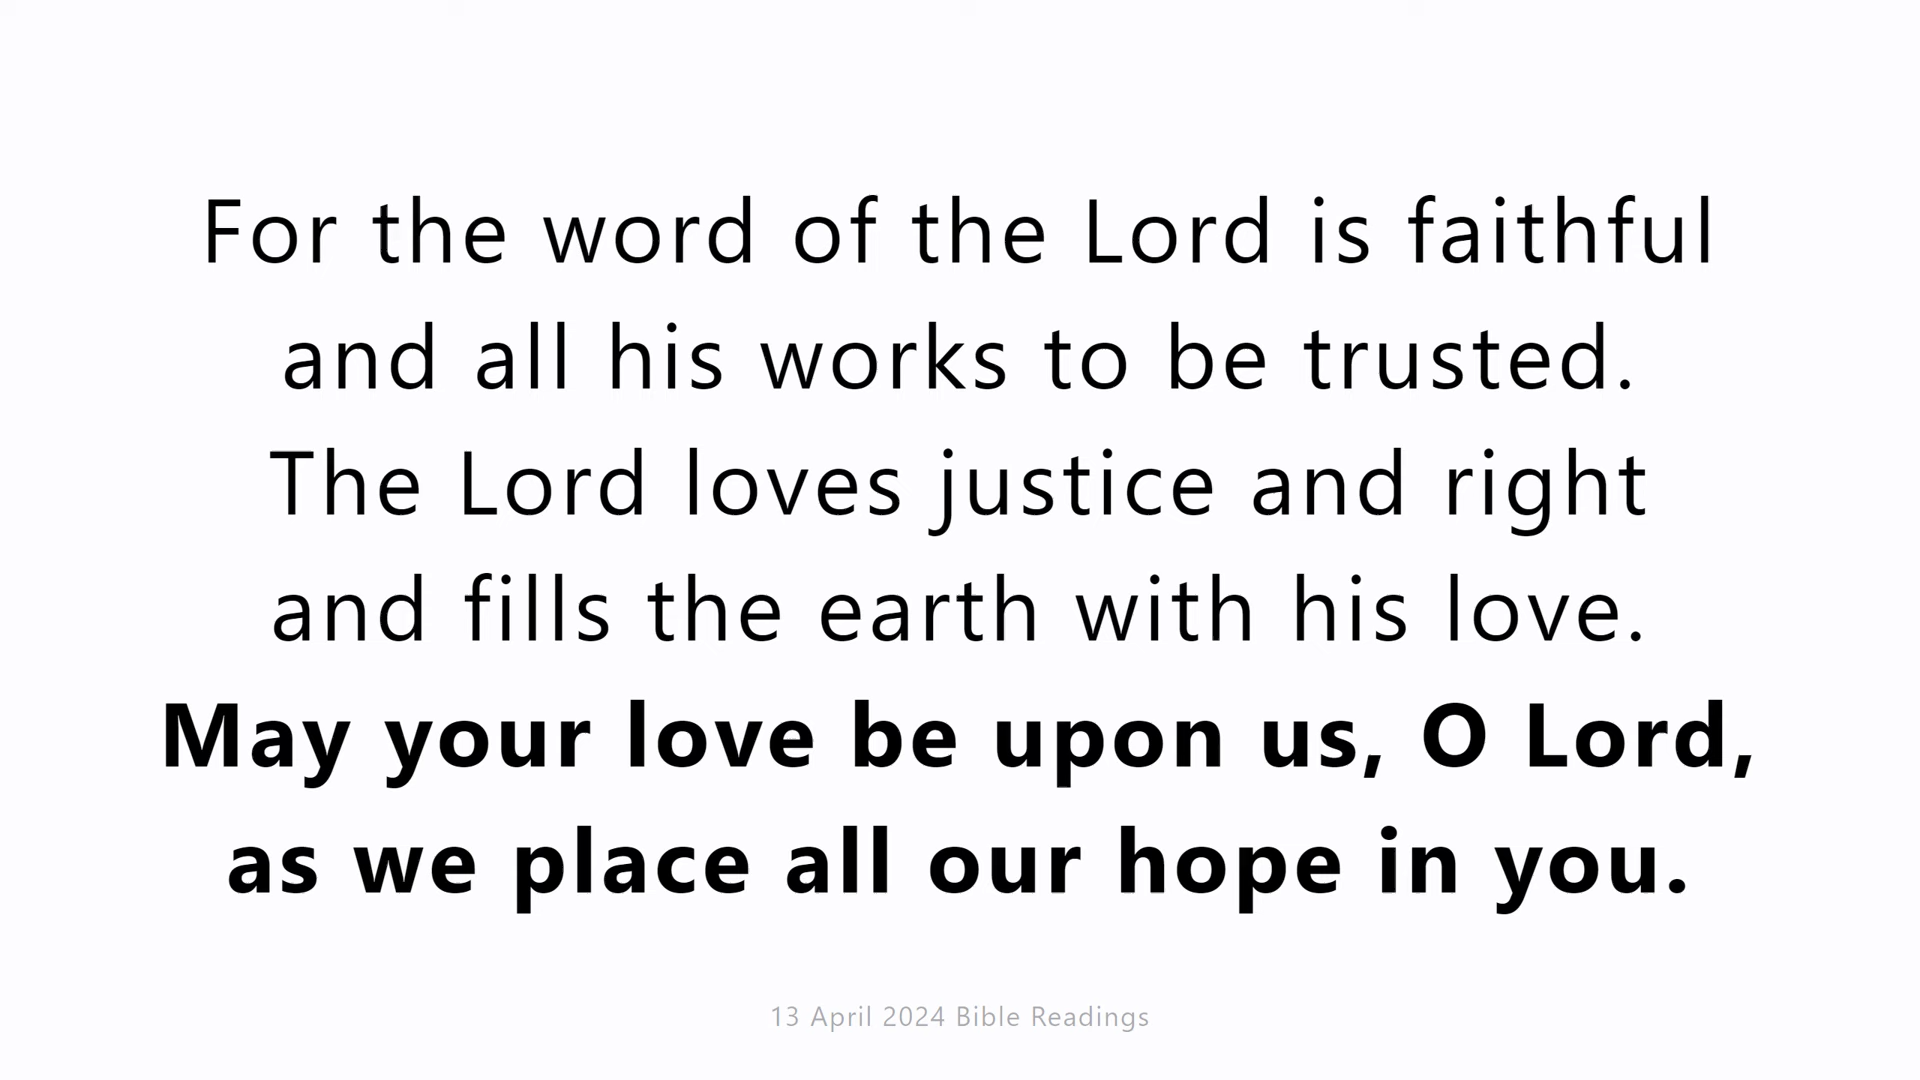 For the word of the Lord is faithful
and all his works to be trusted.
The Lord loves justice and right
and fills the earth with his love.
May your love be upon us, O Lord,
as we place all our hope in you.
13 April 2024 Bible Readings